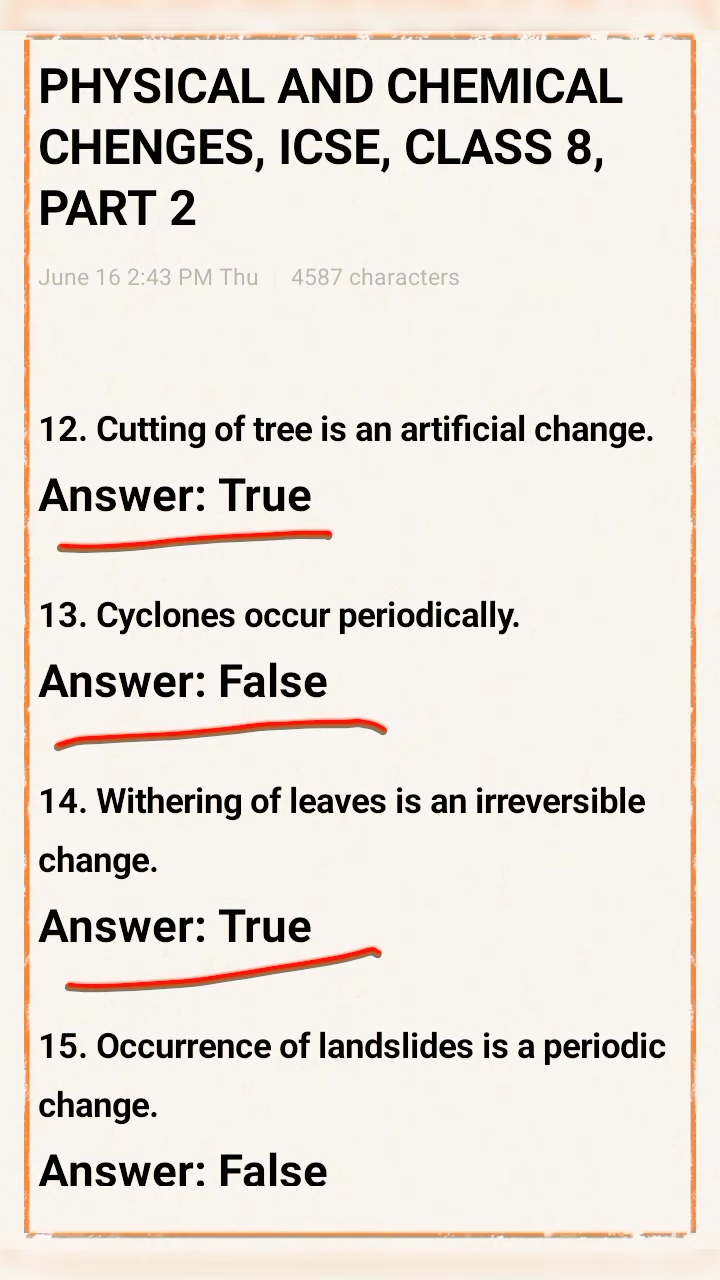 PHYSICAL AND CHEMICAL
CHENGES, ICSE, CLASS 8,
PART 2
June 16 2:43 PM Thu | 4587 characters
12. Cutting of tree is an artificial change.
Answer: True
13. Cyclones occur periodically.
Answer: False
14. Withering of leaves is an irreversible
change.
Answer: True
15. Occurrence of landslides is a periodic
change.
Answer: False